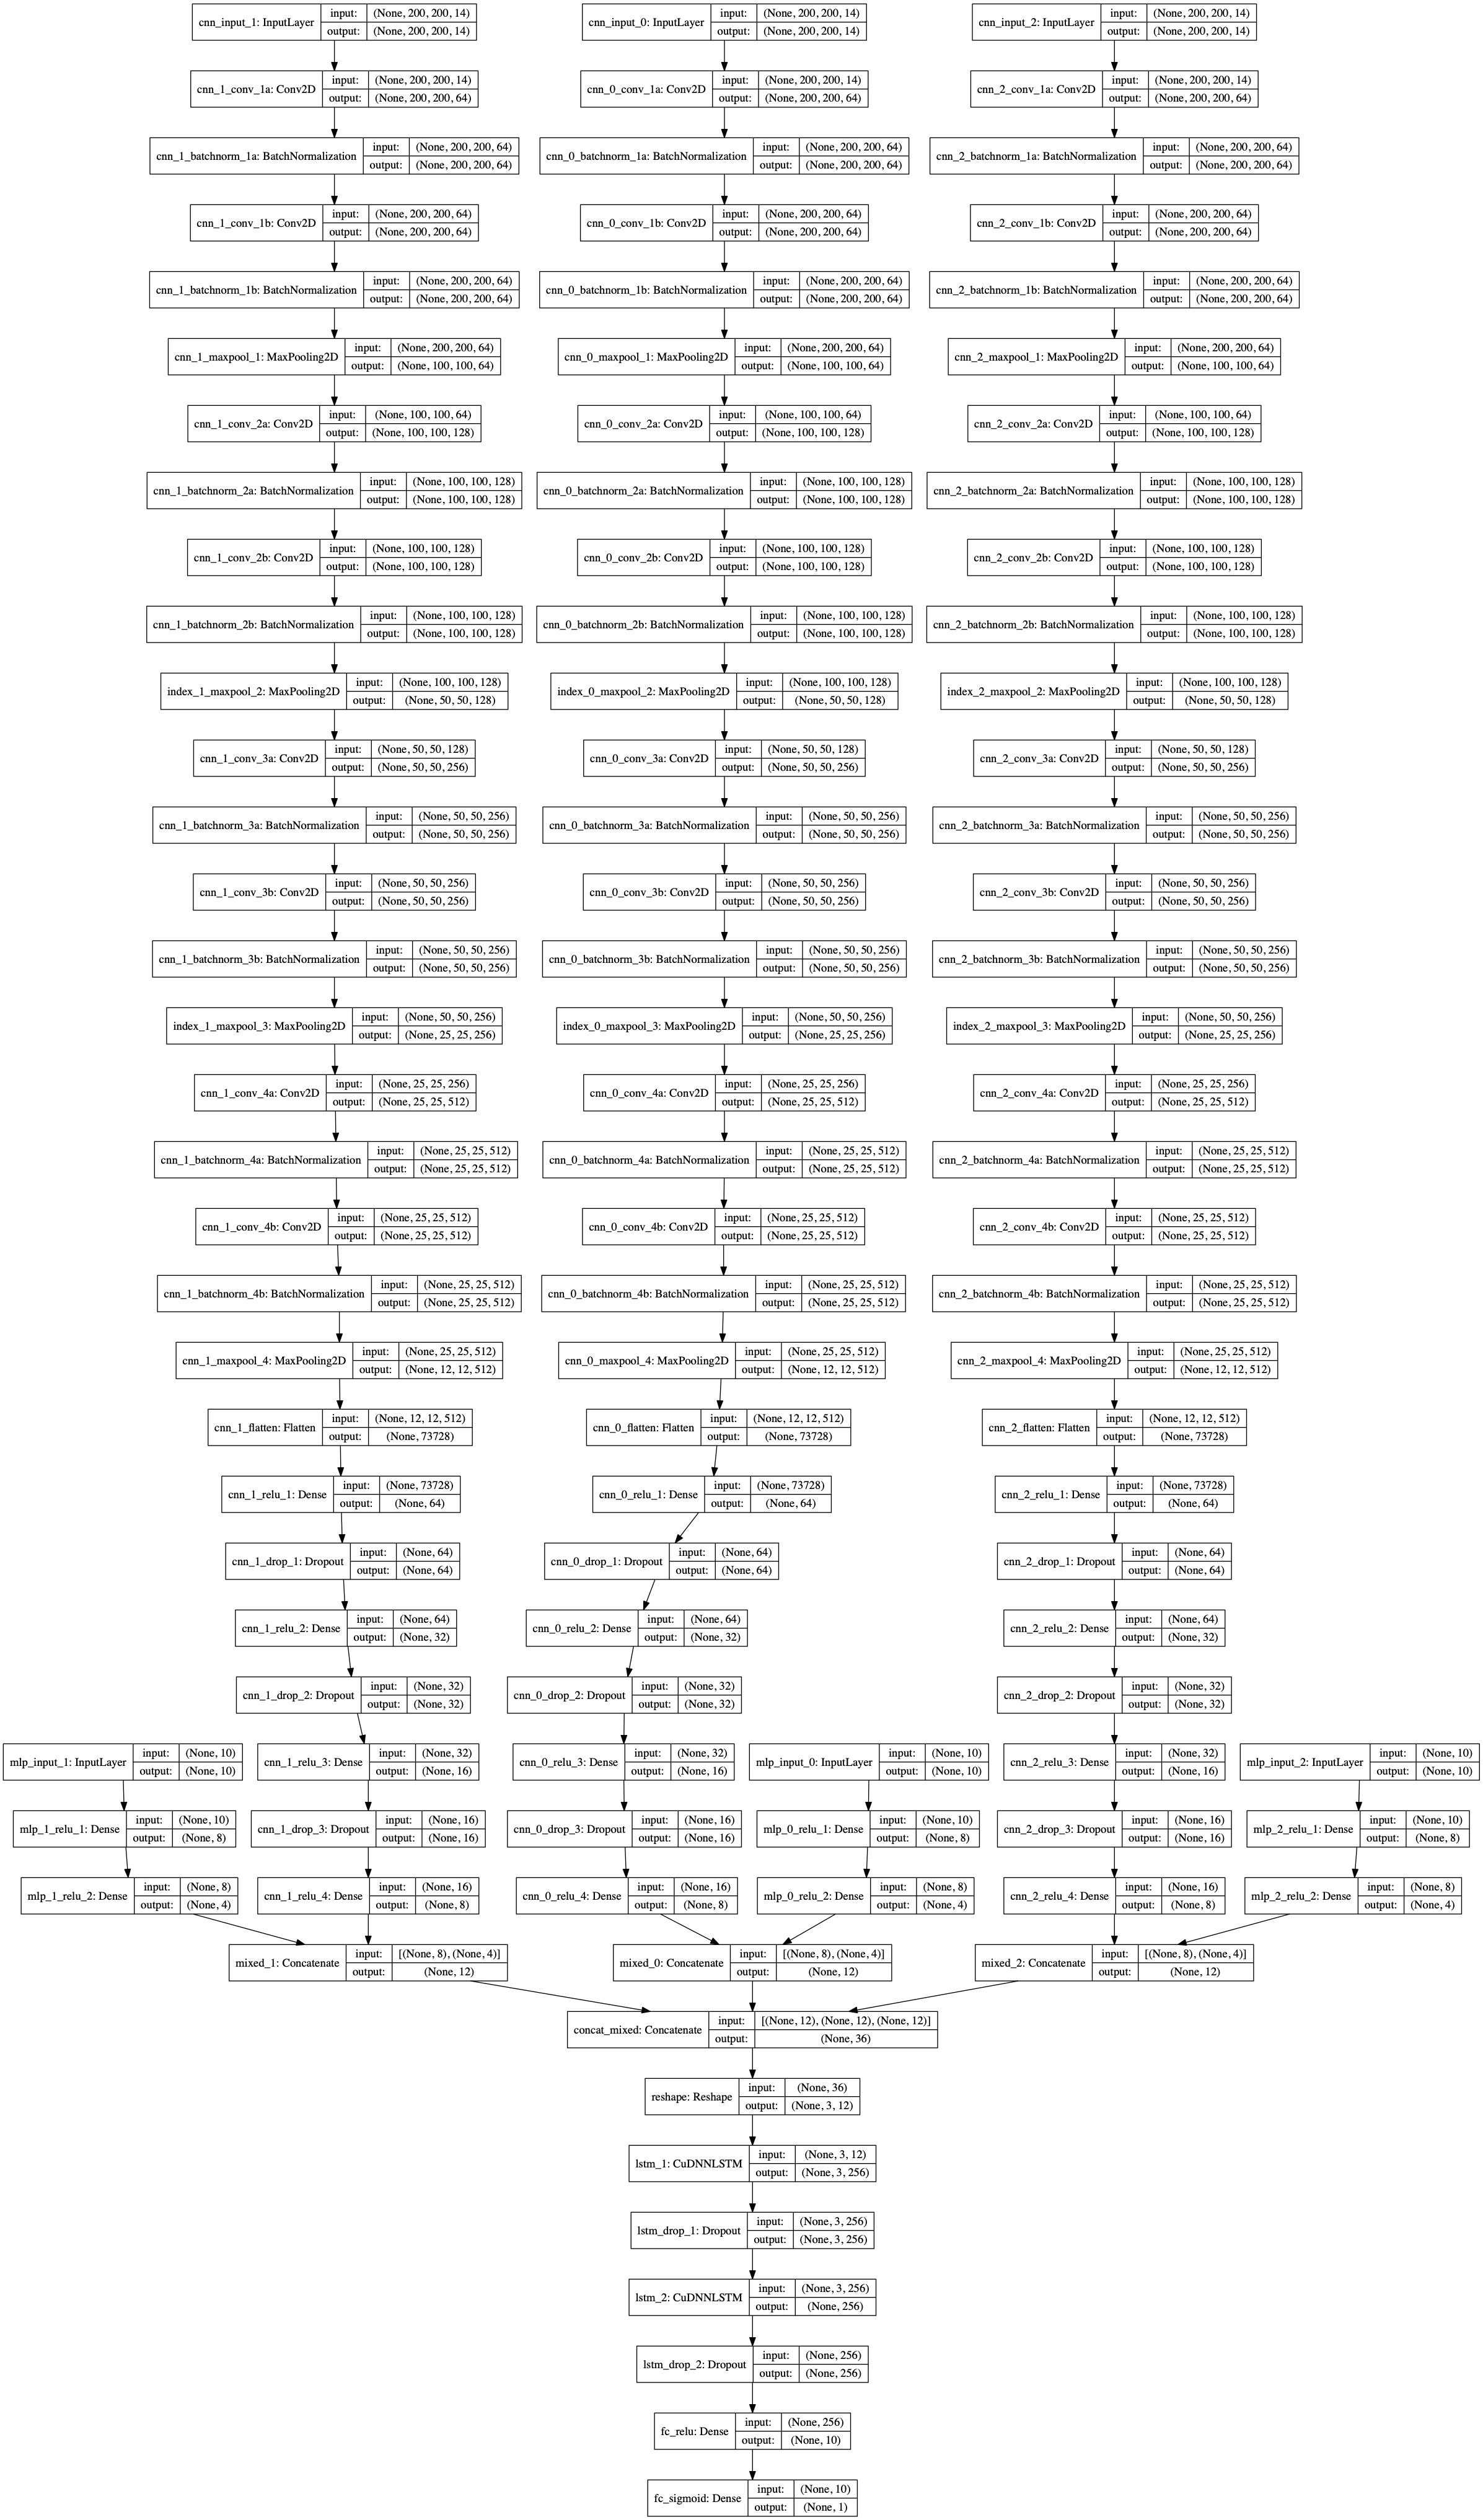 cnn_input_1: InputLayer input: (None, 200, 200, 14) output: (None, 200, 200, 14)
cnn_input_0: InputLayer input: (None, 200, 200, 14) output: (None, 200, 200, 14)
cnn_input_2: InputLayer input: (None, 200, 200, 14) output: (None, 200, 200, 14)
cnn_1_conv_1a: Conv2D input: (None, 200, 200, 14) output: (None, 200, 200, 64)
cnn_0_conv_1a: Conv2D input: (None, 200, 200, 14) output: (None, 200, 200, 64)
cnn_2_conv_1a: Conv2D input: (None, 200, 200, 14) output: (None, 200, 200, 64)
cnn_1_batchnorm_1a: BatchNormalization input: (None, 200, 200, 64) output: (None, 200, 200, 64)
cnn_0_batchnorm_1a: BatchNormalization input: (None, 200, 200, 64) output: (None, 200, 200, 64)
cnn_2_batchnorm_1a: BatchNormalization input: (None, 200, 200, 64) output: (None, 200, 200, 64)
cnn_1_conv_1b: Conv2D input: (None, 200, 200, 64) output: (None, 200, 200, 64)
cnn_0_conv_1b: Conv2D input: (None, 200, 200, 64) output: (None, 200, 200, 64)
cnn_2_conv_1b: Conv2D input: (None, 200, 200, 64) output: (None, 200, 200, 64)
cnn_1_batchnorm_1b: BatchNormalization input: (None, 200, 200, 64) output: (None, 200, 200, 64)
cnn_0_batchnorm_1b: BatchNormalization input: (None, 200, 200, 64) output: (None, 200, 200, 64)
cnn_2_batchnorm_1b: BatchNormalization input: (None, 200, 200, 64) output: (None, 200, 200, 64)
cnn_1_maxpool_1: MaxPooling2D input: (None, 200, 200, 64) output: (None, 100, 100, 64)
cnn_0_maxpool_1: MaxPooling2D input: (None, 200, 200, 64) output: (None, 100, 100, 64)
cnn_2_maxpool_1: MaxPooling2D input: (None, 200, 200, 64) output: (None, 100, 100, 64)
cnn_1_conv_2a: Conv2D input: (None, 100, 100, 64) output: (None, 100, 100, 128)
cnn_0_conv_2a: Conv2D input: (None, 100, 100, 64) output: (None, 100, 100, 128)
cnn_2_conv_2a: Conv2D input: (None, 100, 100, 64) output: (None, 100, 100, 128)
cnn_1_batchnorm_2a: BatchNormalization input: (None, 100, 100, 128) output: (None, 100, 100, 128)
cnn_0_batchnorm_2a: BatchNormalization input: (None, 100, 100, 128) output: (None, 100, 100, 128)
cnn_2_batchnorm_2a: BatchNormalization input: (None, 100, 100, 128) output: (None, 100, 100, 128)
cnn_1_conv_2b: Conv2D input: (None, 100, 100, 128) output: (None, 100, 100, 128)
cnn_0_conv_2b: Conv2D input: (None, 100, 100, 128) output: (None, 100, 100, 128)
cnn_2_conv_2b: Conv2D input: (None, 100, 100, 128) output: (None, 100, 100, 128)
cnn_1_batchnorm_2b: BatchNormalization input: (None, 100, 100, 128) output: (None, 100, 100, 128)
cnn_0_batchnorm_2b: BatchNormalization input: (None, 100, 100, 128) output: (None, 100, 100, 128)
cnn_2_batchnorm_2b: BatchNormalization input: (None, 100, 100, 128) output: (None, 100, 100, 128)
index_1_maxpool_2: MaxPooling2D input: (None, 100, 100, 128) output: (None, 50, 50, 128)
index_0_maxpool_2: MaxPooling2D input: (None, 100, 100, 128) output: (None, 50, 50, 128)
index_2_maxpool_2: MaxPooling2D input: (None, 100, 100, 128) output: (None, 50, 50, 128)
cnn_1_conv_3a: Conv2D input: (None, 50, 50, 128) output: (None, 50, 50, 256)
cnn_0_conv_3a: Conv2D input: (None, 50, 50, 128) output: (None, 50, 50, 256)
cnn_2_conv_3a: Conv2D input: (None, 50, 50, 128) output: (None, 50, 50, 256)
cnn_1_batchnorm_3a: BatchNormalization input: (None, 50, 50, 256) output: (None, 50, 50, 256)
cnn_0_batchnorm_3a: BatchNormalization input: (None, 50, 50, 256) output: (None, 50, 50, 256)
cnn_2_batchnorm_3a: BatchNormalization input: (None, 50, 50, 256) output: (None, 50, 50, 256)
cnn_1_conv_3b: Conv2D input: (None, 50, 50, 256) output: (None, 50, 50, 256)
cnn_0_conv_3b: Conv2D input: (None, 50, 50, 256) output: (None, 50, 50, 256)
cnn_2_conv_3b: Conv2D input: (None, 50, 50, 256) output: (None, 50, 50, 256)
cnn_1_batchnorm_3b: BatchNormalization input: (None, 50, 50, 256) output: (None, 50, 50, 256)
cnn_0_batchnorm_3b: BatchNormalization input: (None, 50, 50, 256) output: (None, 50, 50, 256)
cnn_2_batchnorm_3b: BatchNormalization input: (None, 50, 50, 256) output: (None, 50, 50, 256)
index_1_maxpool_3: MaxPooling2D input: (None, 50, 50, 256) output: (None, 25, 25, 256)
index_0_maxpool_3: MaxPooling2D input: (None, 50, 50, 256) output: (None, 25, 25, 256)
index_2_maxpool_3: MaxPooling2D input: (None, 50, 50, 256) output: (None, 25, 25, 256)
cnn_1_conv_4a: Conv2D input: (None, 25, 25, 256) output: (None, 25, 25, 512)
cnn_0_conv_4a: Conv2D input: (None, 25, 25, 256) output: (None, 25, 25, 512)
cnn_2_conv_4a: Conv2D input: (None, 25, 25, 256) output: (None, 25, 25, 512)
cnn_1_batchnorm_4a: BatchNormalization input: (None, 25, 25, 512) output: (None, 25, 25, 512)
cnn_0_batchnorm_4a: BatchNormalization input: (None, 25, 25, 512) output: (None, 25, 25, 512)
cnn_2_batchnorm_4a: BatchNormalization input: (None, 25, 25, 512) output: (None, 25, 25, 512)
cnn_1_conv_4b: Conv2D input: (None, 25, 25, 512) output: (None, 25, 25, 512)
cnn_0_conv_4b: Conv2D input: (None, 25, 25, 512) output: (None, 25, 25, 512)
cnn_2_conv_4b: Conv2D input: (None, 25, 25, 512) output: (None, 25, 25, 512)
cnn_1_batchnorm_4b: BatchNormalization input: (None, 25, 25, 512) output: (None, 25, 25, 512)
cnn_0_batchnorm_4b: BatchNormalization input: (None, 25, 25, 512) output: (None, 25, 25, 512)
cnn_2_batchnorm_4b: BatchNormalization input: (None, 25, 25, 512) output: (None, 25, 25, 512)
cnn_1_maxpool_4: MaxPooling2D input: (None, 25, 25, 512) output: (None, 12, 12, 512)
cnn_0_maxpool_4: MaxPooling2D input: (None, 25, 25, 512) output: (None, 12, 12, 512)
cnn_2_maxpool_4: MaxPooling2D input: (None, 25, 25, 512) output: (None, 12, 12, 512)
cnn_1_flatten: Flatten input: (None, 12, 12, 512) output: (None, 73728)
cnn_0_flatten: Flatten input: (None, 12, 12, 512) output: (None, 73728)
cnn_2_flatten: Flatten input: (None, 12, 12, 512) output: (None, 73728)
cnn_1_relu_1: Dense input: (None, 73728) output: (None, 64)
cnn_0_relu_1: Dense input: (None, 73728) output: (None, 64)
cnn_2_relu_1: Dense input: (None, 73728) output: (None, 64)
cnn_1_drop_1: Dropout input: (None, 64) output: (None, 64)
cnn_0_drop_1: Dropout input: (None, 64) output: (None, 64)
cnn_2_drop_1: Dropout input: (None, 64) output: (None, 64)
cnn_1_relu_2: Dense input: (None, 64) output: (None, 32)
cnn_0_relu_2: Dense input: (None, 64) output: (None, 32)
cnn_2_relu_2: Dense input: (None, 64) output: (None, 32)
cnn_1_drop_2: Dropout input: (None, 32) output: (None, 32)
cnn_0_drop_2: Dropout input: (None, 32) output: (None, 32)
cnn_2_drop_2: Dropout input: (None, 32) output: (None, 32)
mlp_input_1: InputLayer input: (None, 10) output: (None, 10)
cnn_1_relu_3: Dense input: (None, 32) output: (None, 16)
cnn_0_relu_3: Dense input: (None, 32) output: (None, 16)
mlp_input_0: InputLayer input: (None, 10) output: (None, 10)
cnn_2_relu_3: Dense input: (None, 32) output: (None, 16)
mlp_input_2: InputLayer input: (None, 10) output: (None, 10)
mlp_1_relu_1: Dense input: (None, 10) output: (None, 8)
cnn_1_drop_3: Dropout input: (None, 16) output: (None, 16)
cnn_0_drop_3: Dropout input: (None, 16) output: (None, 16)
mlp_0_relu_1: Dense input: (None, 10) output: (None, 8)
cnn_2_drop_3: Dropout input: (None, 16) output: (None, 16)
mlp_2_relu_1: Dense input: (None, 10) output: (None, 8)
mlp_1_relu_2: Dense input: (None, 8) output: (None, 4)
cnn_1_relu_4: Dense input: (None, 16) output: (None, 8)
cnn_0_relu_4: Dense input: (None, 16) output: (None, 8)
mlp_0_relu_2: Dense input: (None, 8) output: (None, 4)
cnn_2_relu_4: Dense input: (None, 16) output: (None, 8)
mlp_2_relu_2: Dense input: (None, 8) output: (None, 4)
mixed_1: Concatenate input: [(None, 8), (None, 4)] output: (None, 12)
mixed_0: Concatenate input: [(None, 8), (None, 4)] output: (None, 12)
mixed_2: Concatenate input: [(None, 8), (None, 4)] output: (None, 12)
concat_mixed: Concatenate input: [(None, 12), (None, 12), (None, 12)] output: (None, 36)
reshape: Reshape input: (None, 36) output: (None, 3, 12)
lstm_1: CuDNNLSTM input: (None, 3, 12) output: (None, 3, 256)
lstm_drop_1: Dropout input: (None, 3, 256) output: (None, 3, 256)
lstm_2: CuDNNLSTM input: (None, 3, 256) output: (None, 256)
lstm_drop_2: Dropout input: (None, 256) output: (None, 256)
fc_relu: Dense input: (None, 256) output: (None, 10)
fc_sigmoid: Dense input: (None, 10) output: (None, 1)